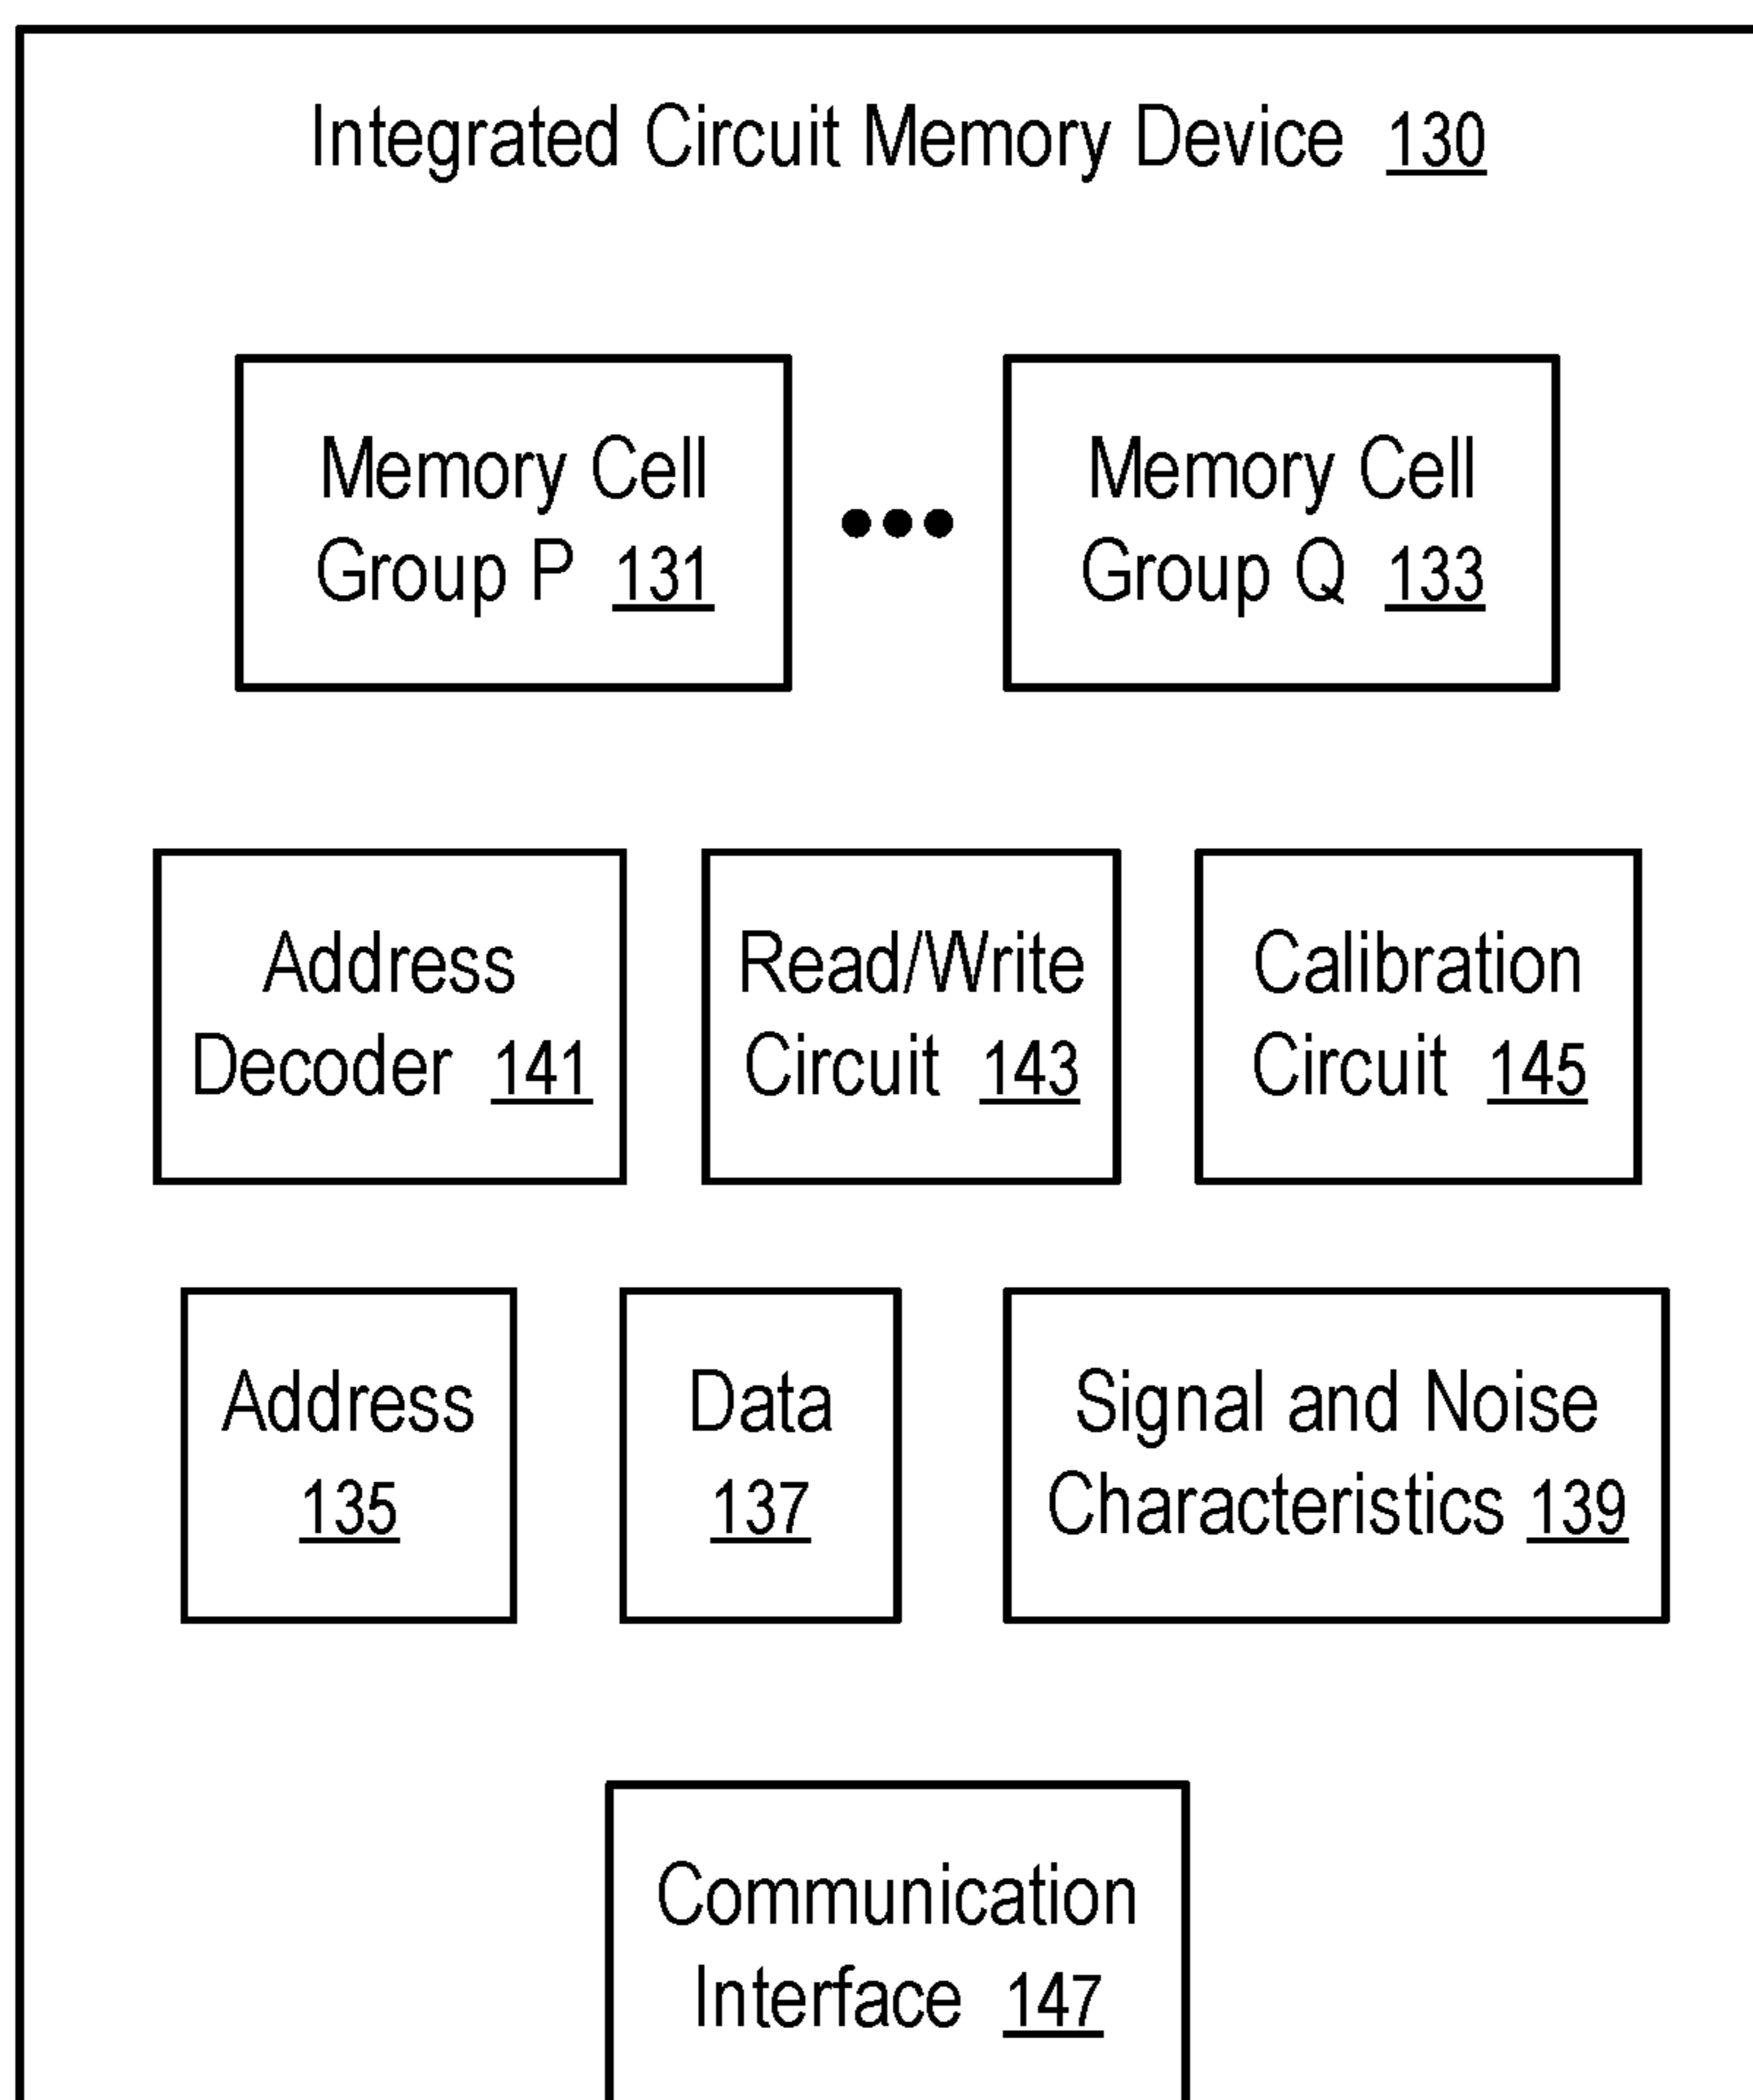 Integrated Circuit Memory Device 130
Memory Cell
Group P 131
Memory Cell
Group Q 133
Address
Decoder 141
Read/Write
Circuit 143
Calibration
Circuit 145
Address
135
Data
137
Signal and Noise
Characteristics 139
Communication
Interface 147